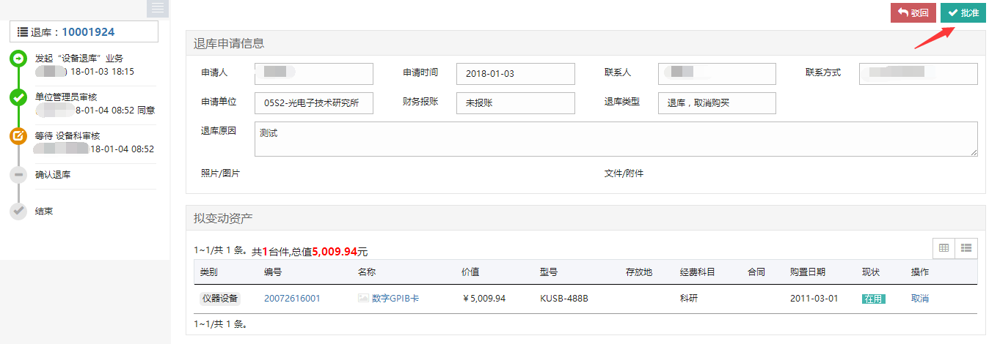 驳回 批准
退库：10001924
发起“设备退库”业务
) 18-01-03 18:15
单位管理员审核
8-01-04 08:52 同意
等待 设备科审核
18-01-04 08:52
确认退库
结束
退库申请信息
申请人 申请时间 2018-01-03 联系人 联系方式
申请单位 05S2-光电子技术研究所 财务报账 未报账 退库类型 退库，取消购买
退库原因 测试
照片/图片 文件/附件
拟变动资产
1~1/共 1 条。共1台件,总值5,009.94元
类别 编号 名称 价值 型号 存放地 经费科目 合同 购置日期 现状 操作
仪器设备 20072616001 数字GPIB卡 ￥5,009.94 KUSB-488B 科研 2011-03-01 在用 取消
1~1/共 1 条。